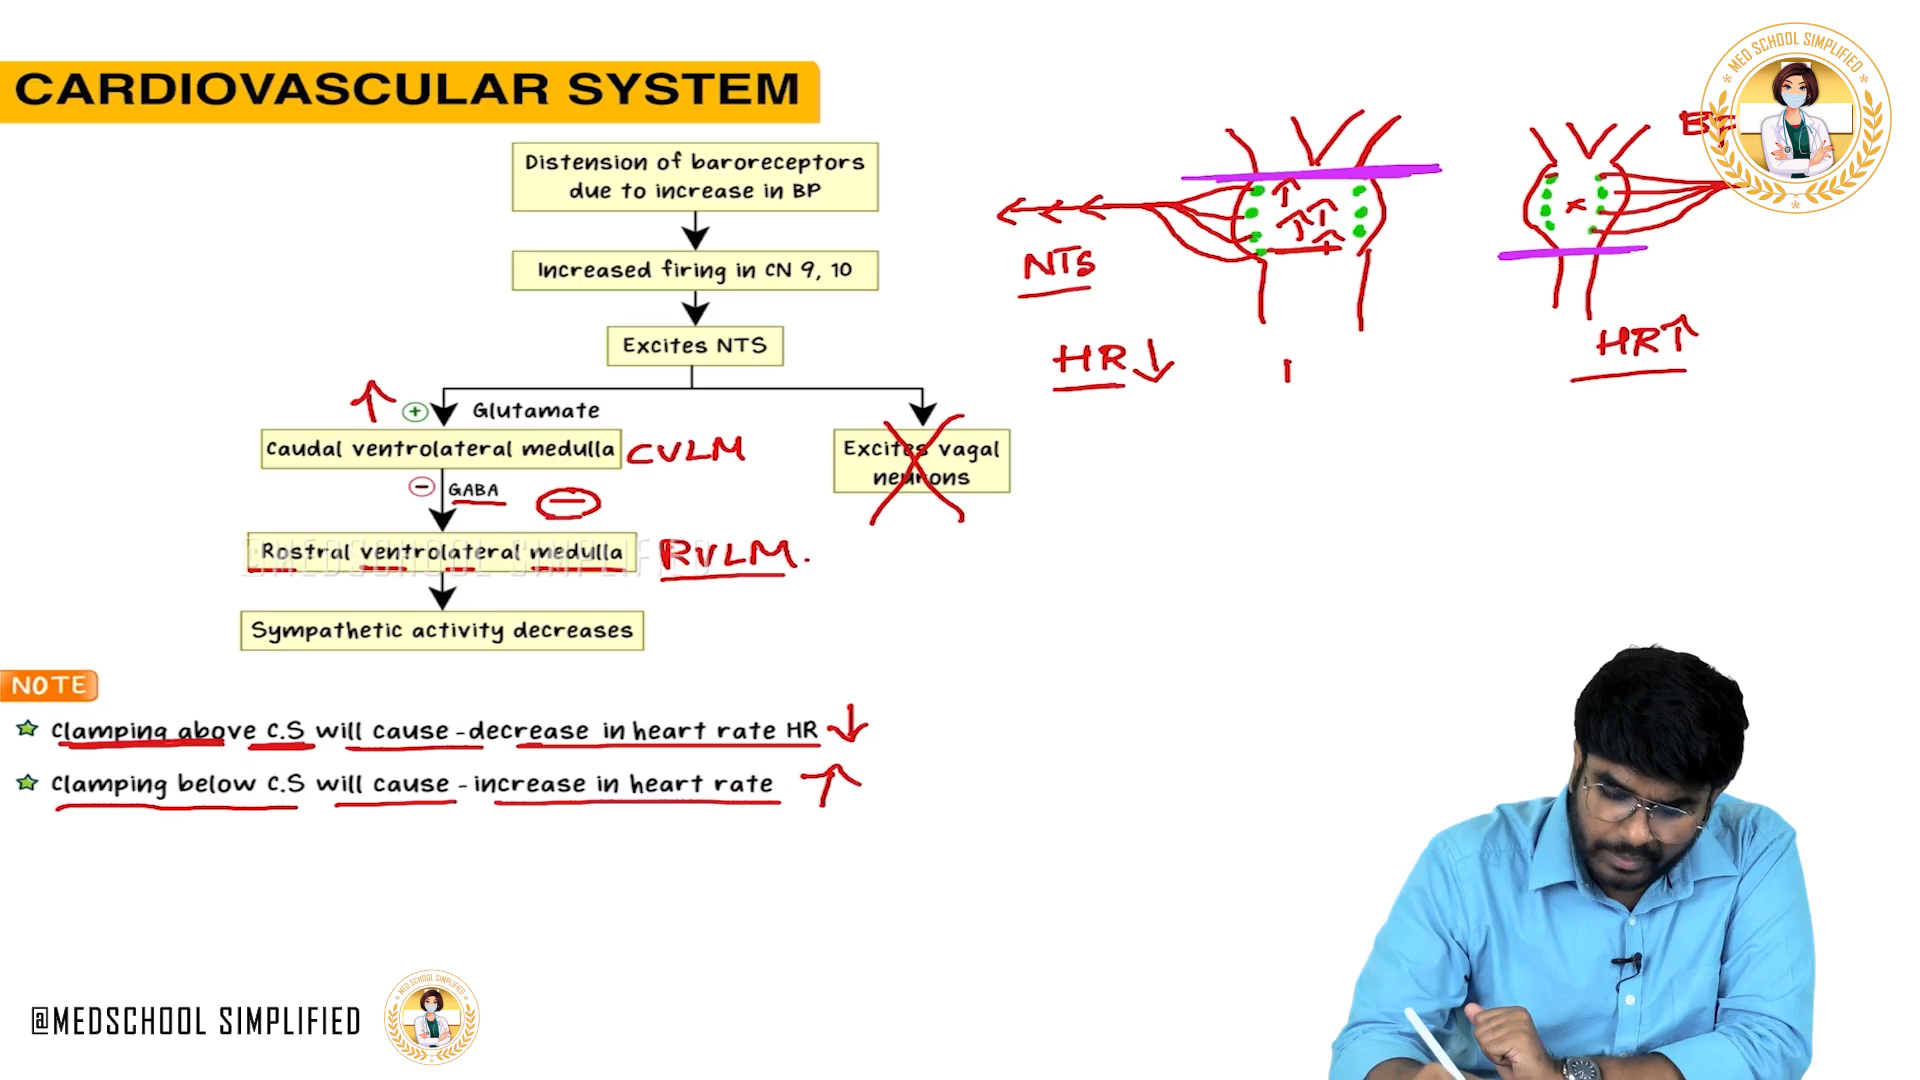 CARDIOVASCULAR SYSTEM
MED SCHOOL SIMPLIFIED
Distension of baroreceptors
due to increase in BP
Increased firing in CN 9, 10
Excites NTS
NTS
HR↓
HR↑
↑ + Glutamate
Caudal ventrolateral medulla CVLM
Excites vagal
neurons
− GABA −
Rostral ventrolateral medulla RVLM.
Sympathetic activity decreases
NOTE
Clamping above C.S will cause - decrease in heart rate HR ↓
Clamping below C.S will cause - increase in heart rate ↑
@MEDSCHOOL SIMPLIFIED
MED SCHOOL SIMPLIFIED